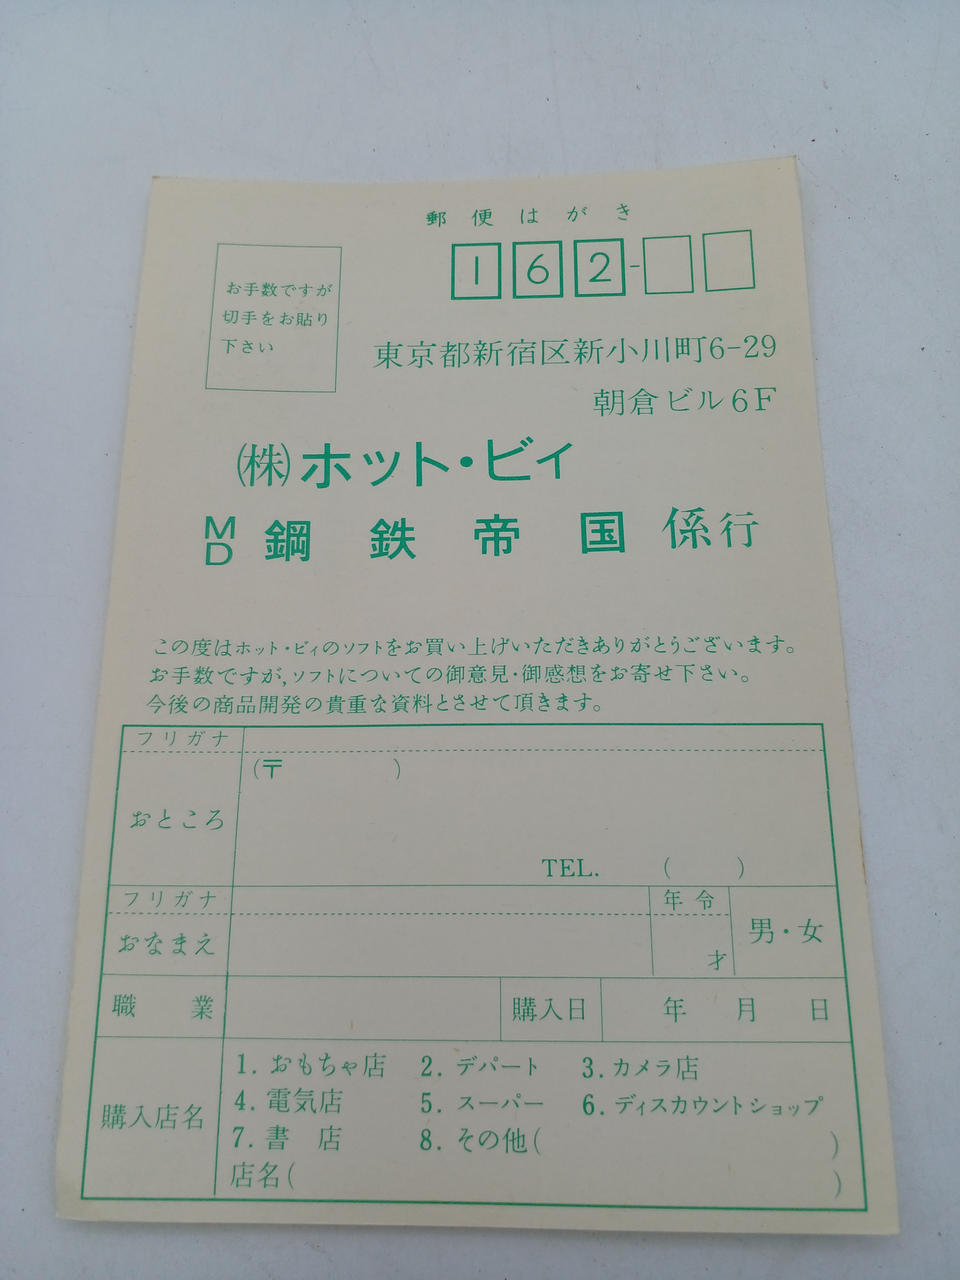 郵便はがき
162-
お手数ですが
切手をお貼り
下さい
東京都新宿区新小川町6-29
朝倉ビル6F
(株)ホット・ビィ
MD 鋼鉄帝国 係行
この度はホット・ビィのソフトをお買い上げいただきありがとうございます。
お手数ですが,ソフトについての御意見・御感想をお寄せ下さい。
今後の商品開発の貴重な資料とさせて頂きます。
フリガナ
おところ
(〒 )
TEL. ( )
フリガナ
おなまえ
年令
才
男・女
職業
購入日
年 月 日
購入店名
1. おもちゃ店 2. デパート 3. カメラ店
4. 電気店 5. スーパー 6. ディスカウントショップ
7. 書店 8. その他( )
店名( )